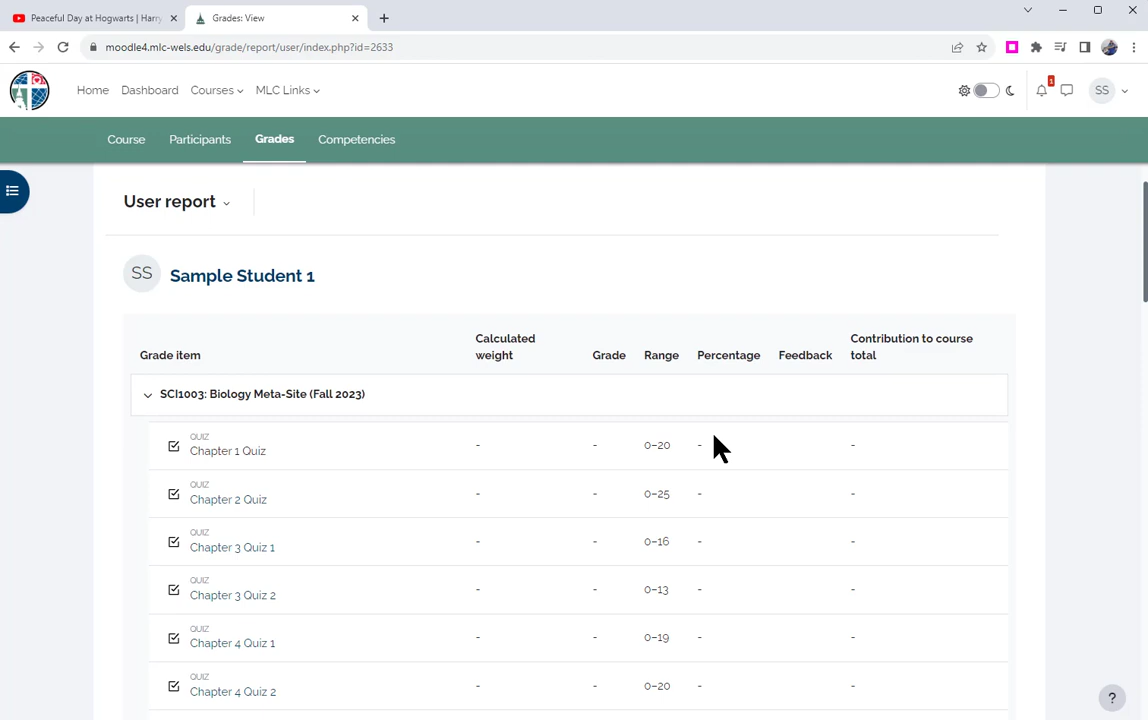 Peaceful Day at Hogwarts | Harry
Grades: View
moodle4.mlc-wels.edu/grade/report/user/index.php?id=2633
Home Dashboard Courses MLC Links
1
SS
Course Participants Grades Competencies
User report
SS Sample Student 1
Grade item Calculated weight Grade Range Percentage Feedback Contribution to course total
SCI1003: Biology Meta-Site (Fall 2023)
QUIZ
Chapter 1 Quiz - - 0–20 - -
QUIZ
Chapter 2 Quiz - - 0–25 - -
QUIZ
Chapter 3 Quiz 1 - - 0–16 - -
QUIZ
Chapter 3 Quiz 2 - - 0–13 - -
QUIZ
Chapter 4 Quiz 1 - - 0–19 - -
QUIZ
Chapter 4 Quiz 2 - - 0–20 - -
?